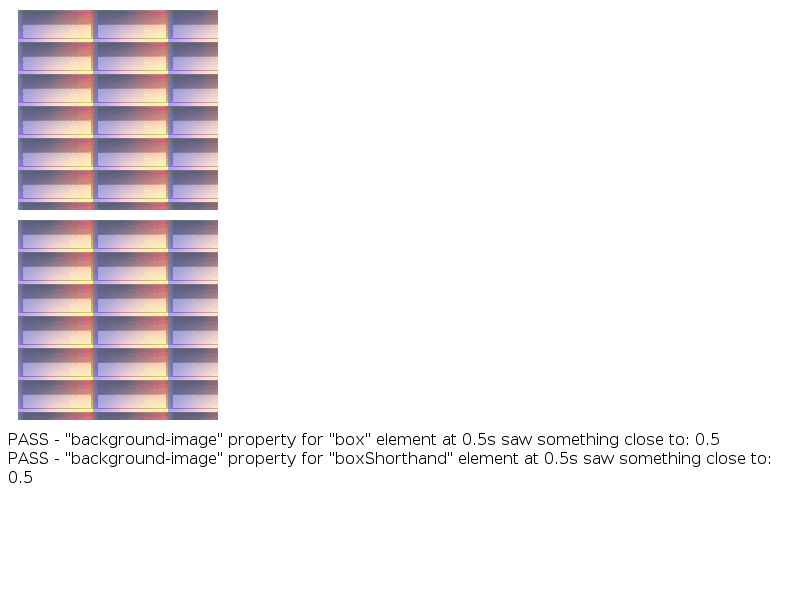 PASS - "background-image" property for "box" element at 0.5s saw something close to: 0.5
PASS - "background-image" property for "boxShorthand" element at 0.5s saw something close to:
0.5